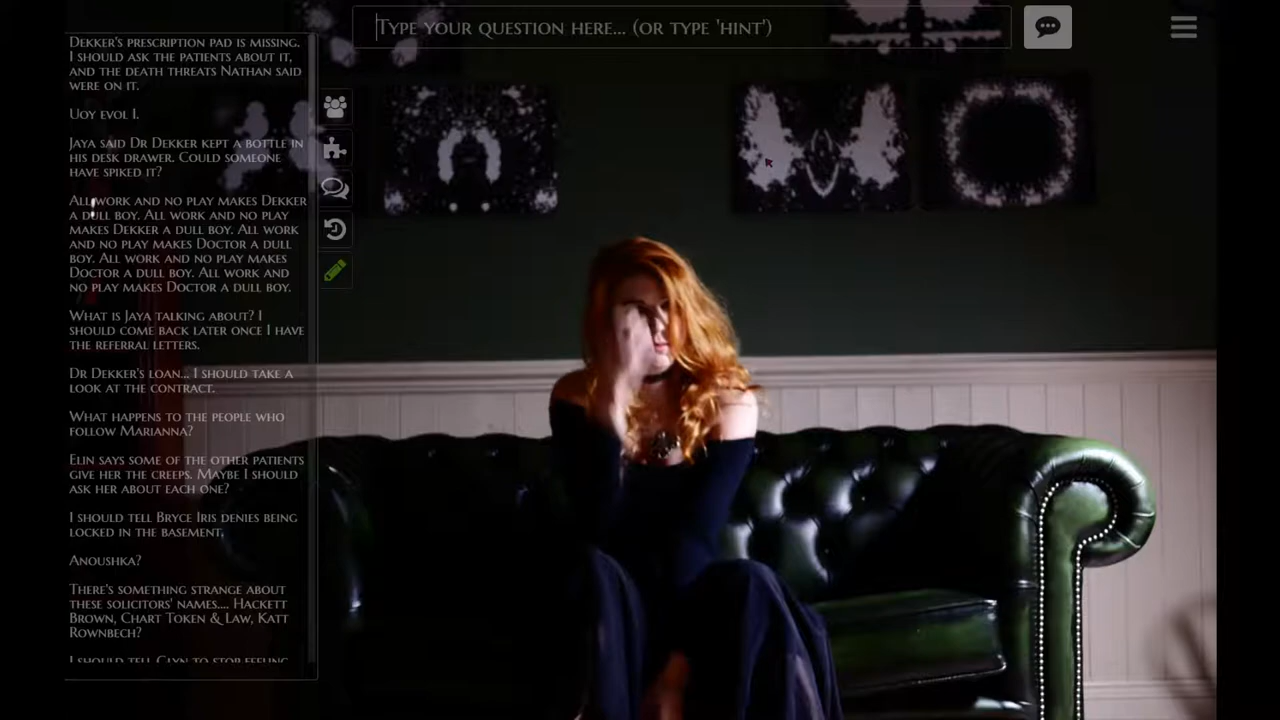 Type your question here... (or type 'hint')
Dekker's prescription pad is missing.
I should ask the patients about it,
and the death threats Nathan said
were on it.
Uoy evol I.
Jaya said Dr Dekker kept a bottle in
his desk drawer. Could someone
have spiked it?
All work and no play makes Dekker
a dull boy. All work and no play
makes Dekker a dull boy. All work
and no play makes Doctor a dull
boy. All work and no play makes
Doctor a dull boy. All work and
no play makes Doctor a dull boy.
What is Jaya talking about? I
should come back later once I have
the referral letters.
Dr Dekker's loan... I should take a
look at the contract.
What happens to the people who
follow Marianna?
Elin says some of the other patients
give her the creeps. Maybe I should
ask her about each one?
I should tell Bryce Iris denies being
locked in the basement.
Anoushka?
There's something strange about
these solicitors' names.... Hackett
Brown, Chart Token & Law, Katt
Rownbech?
I should tell Glyn to stop feeling